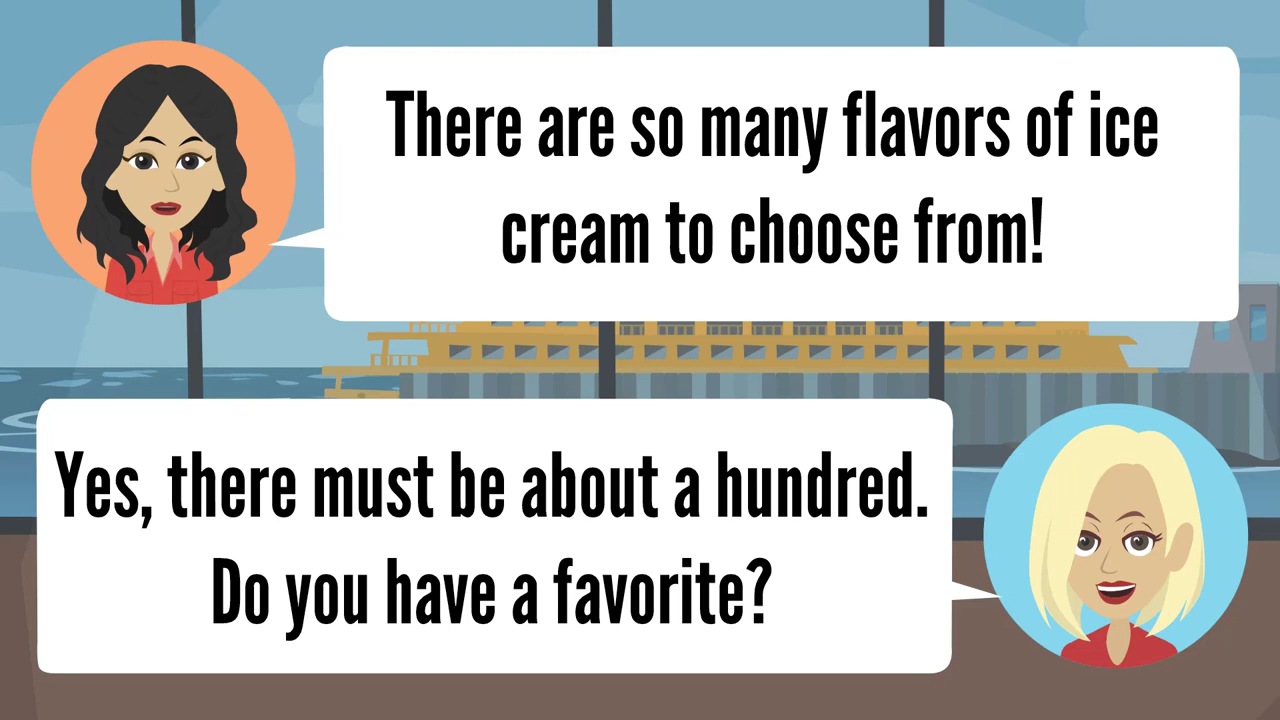 There are so many flavors of ice
cream to choose from!
Yes, there must be about a hundred.
Do you have a favorite?